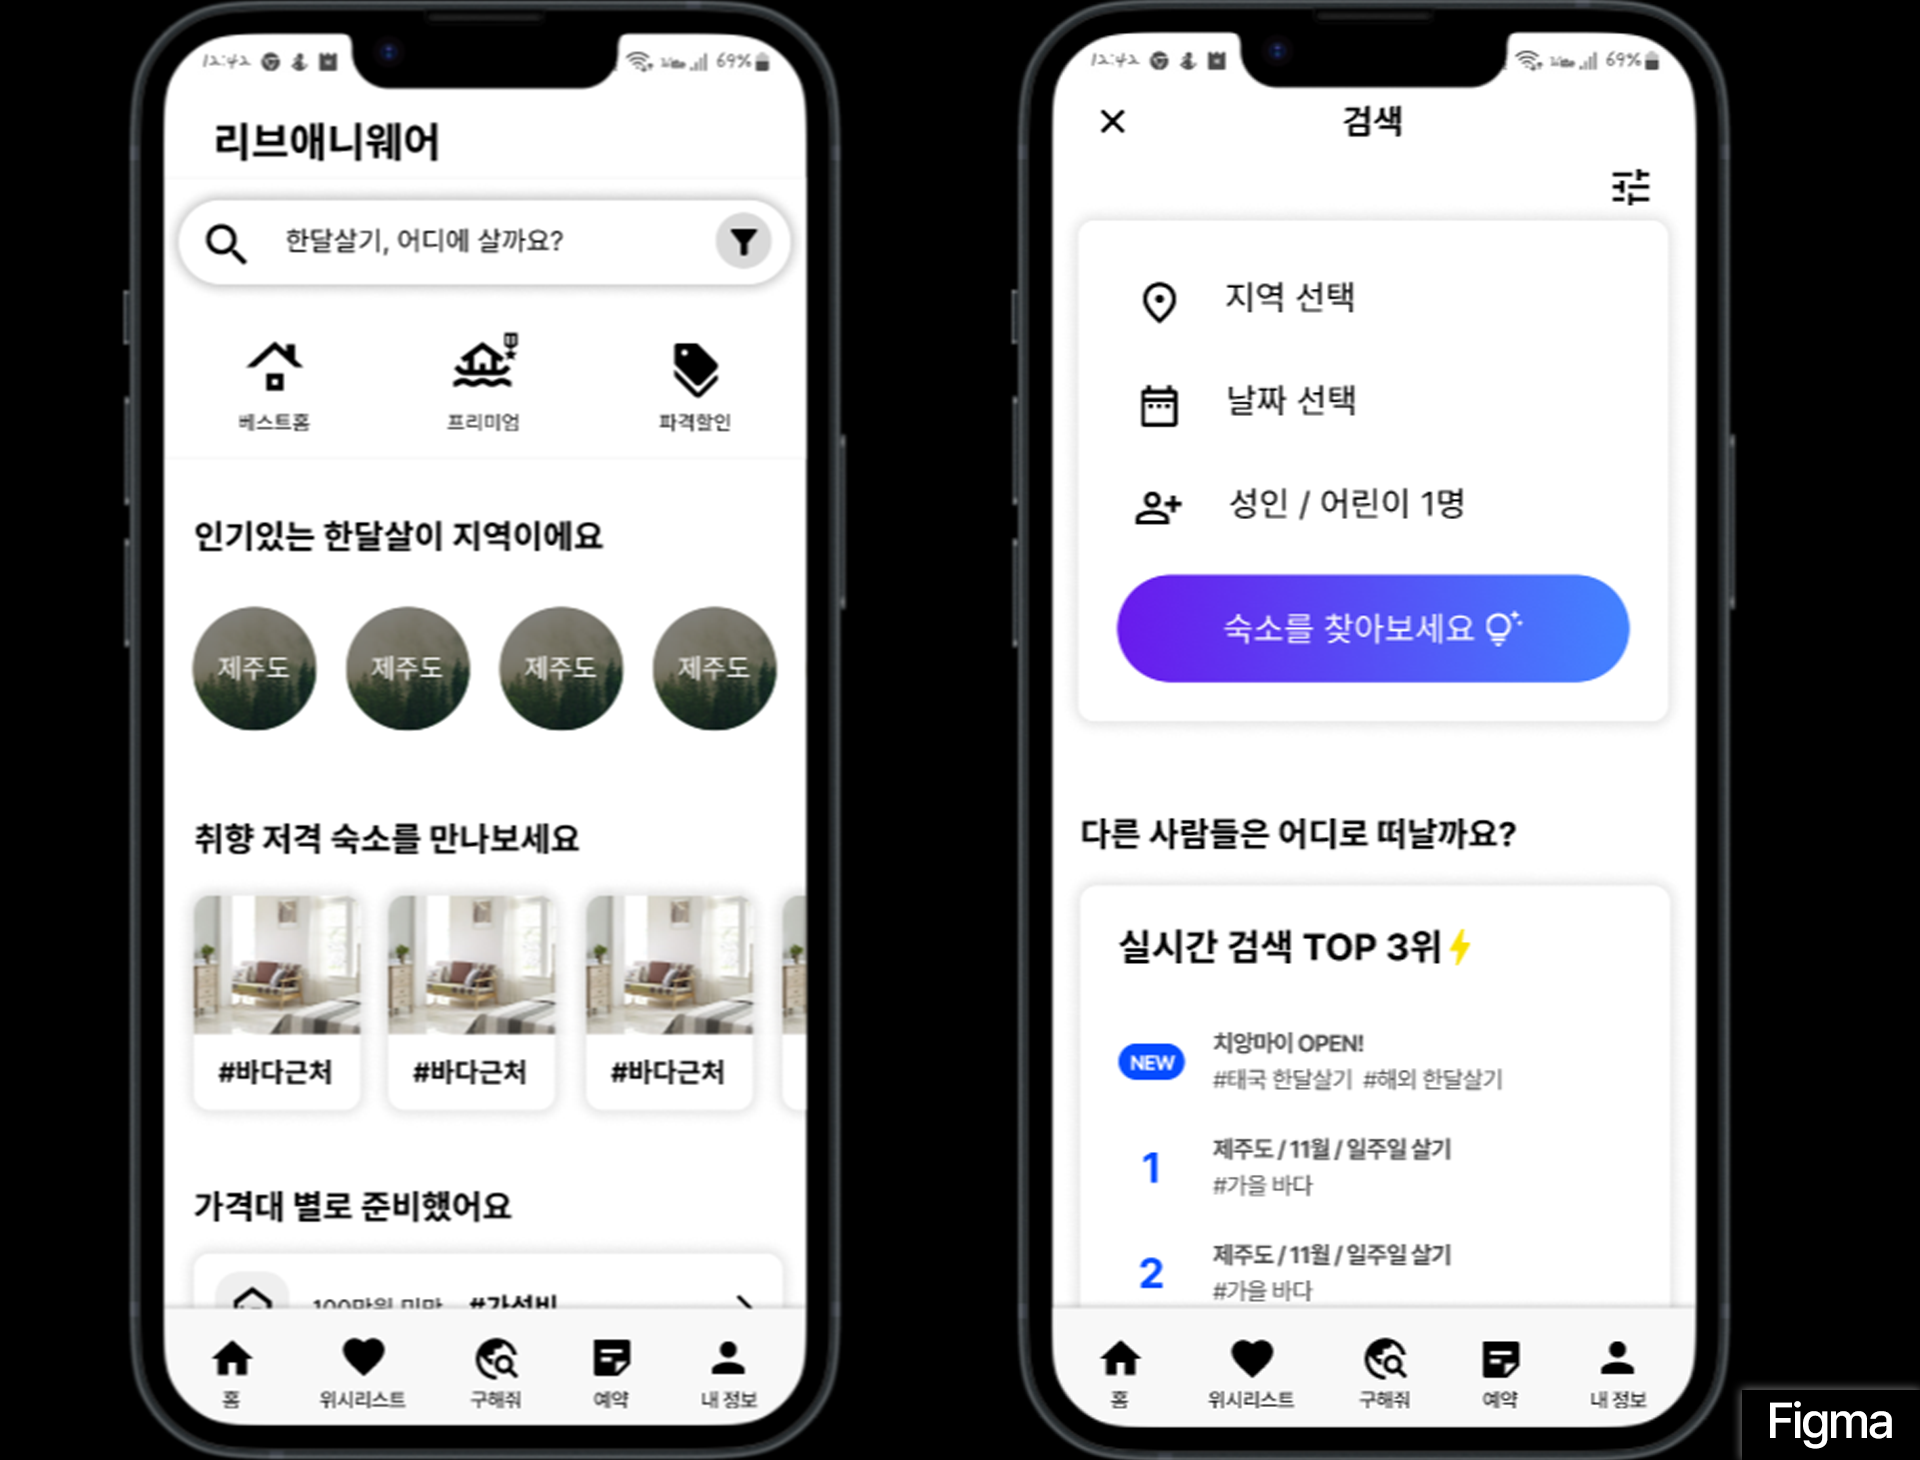 12:42
69%
리브애니웨어
한달살기, 어디에 살까요?
베스트홈
프리미엄
파격할인
인기있는 한달살이 지역이에요
제주도
제주도
제주도
제주도
취향 저격 숙소를 만나보세요
#바다근처
#바다근처
#바다근처
가격대 별로 준비했어요
100만원 미만 #가성비
홈
위시리스트
구해줘
예약
내 정보
12:42
69%
검색
지역 선택
날짜 선택
성인 / 어린이 1명
숙소를 찾아보세요
다른 사람들은 어디로 떠날까요?
실시간 검색 TOP 3위
NEW
치앙마이 OPEN!
#태국 한달살기 #해외 한달살기
1
제주도 / 11월 / 일주일 살기
#가을 바다
2
제주도 / 11월 / 일주일 살기
#가을 바다
홈
위시리스트
구해줘
예약
내 정보
Figma